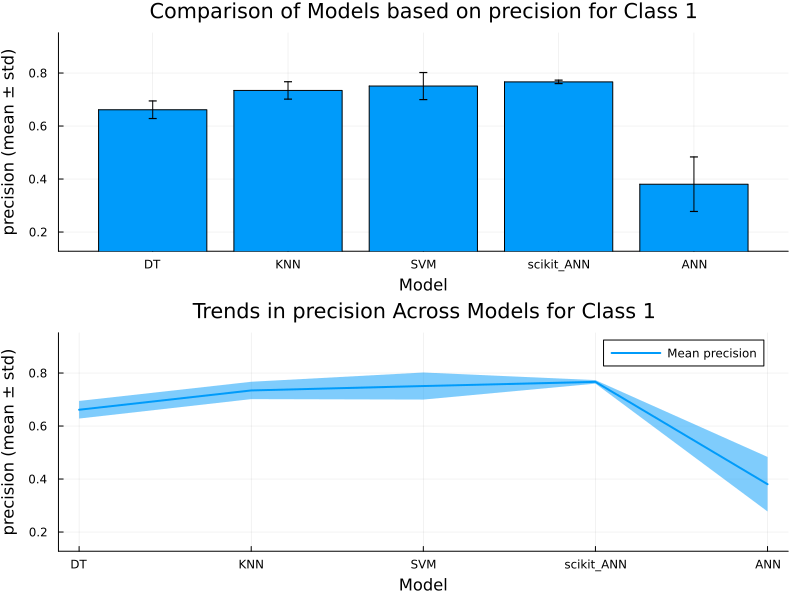 Comparison of Models based on precision for Class 1
precision (mean ± std)
0.8
0.6
0.4
0.2
DT KNN SVM scikit_ANN ANN
Model
Trends in precision Across Models for Class 1
precision (mean ± std)
Mean precision
0.8
0.6
0.4
0.2
DT KNN SVM scikit_ANN ANN
Model